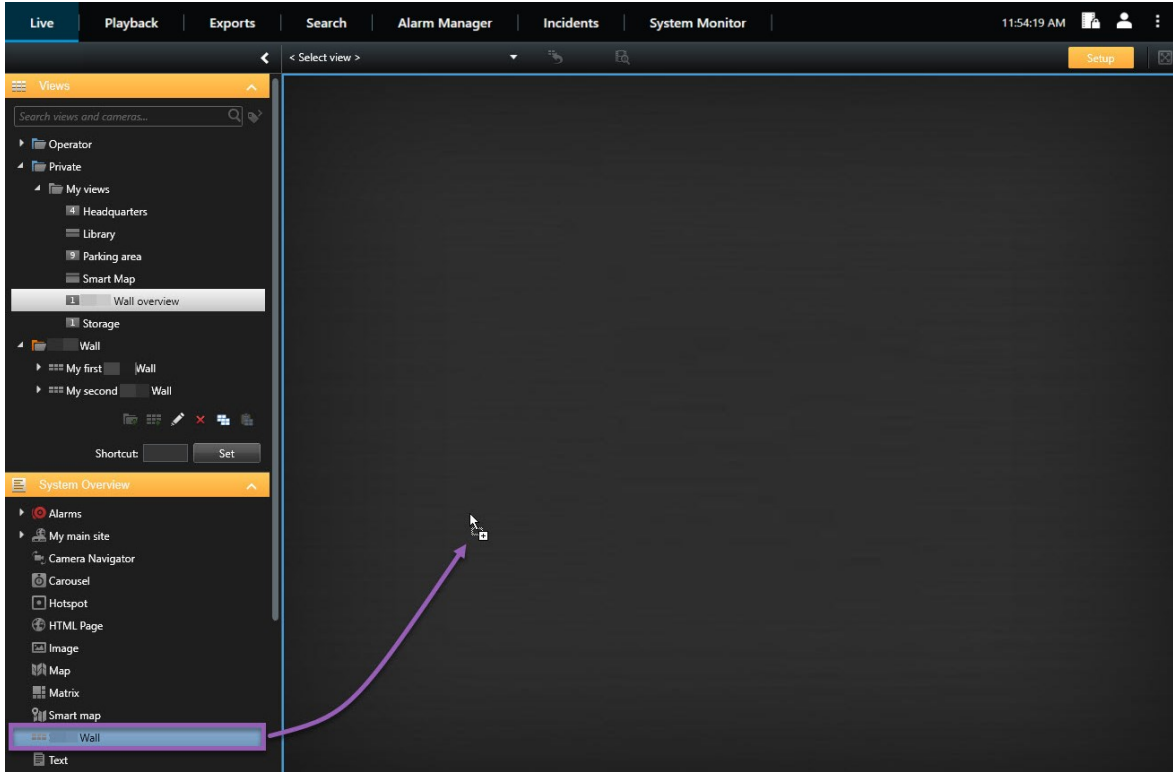 Live Playback Exports Search Alarm Manager Incidents System Monitor 11:54:19 AM
< Select view > Setup
Views
Search views and cameras...
Operator
Private
My views
4 Headquarters
Library
9 Parking area
Smart Map
1 Wall overview
1 Storage
Wall
My first Wall
My second Wall
Shortcut: Set
System Overview
Alarms
My main site
Camera Navigator
Carousel
Hotspot
HTML Page
Image
Map
Matrix
Smart map
Wall
Text